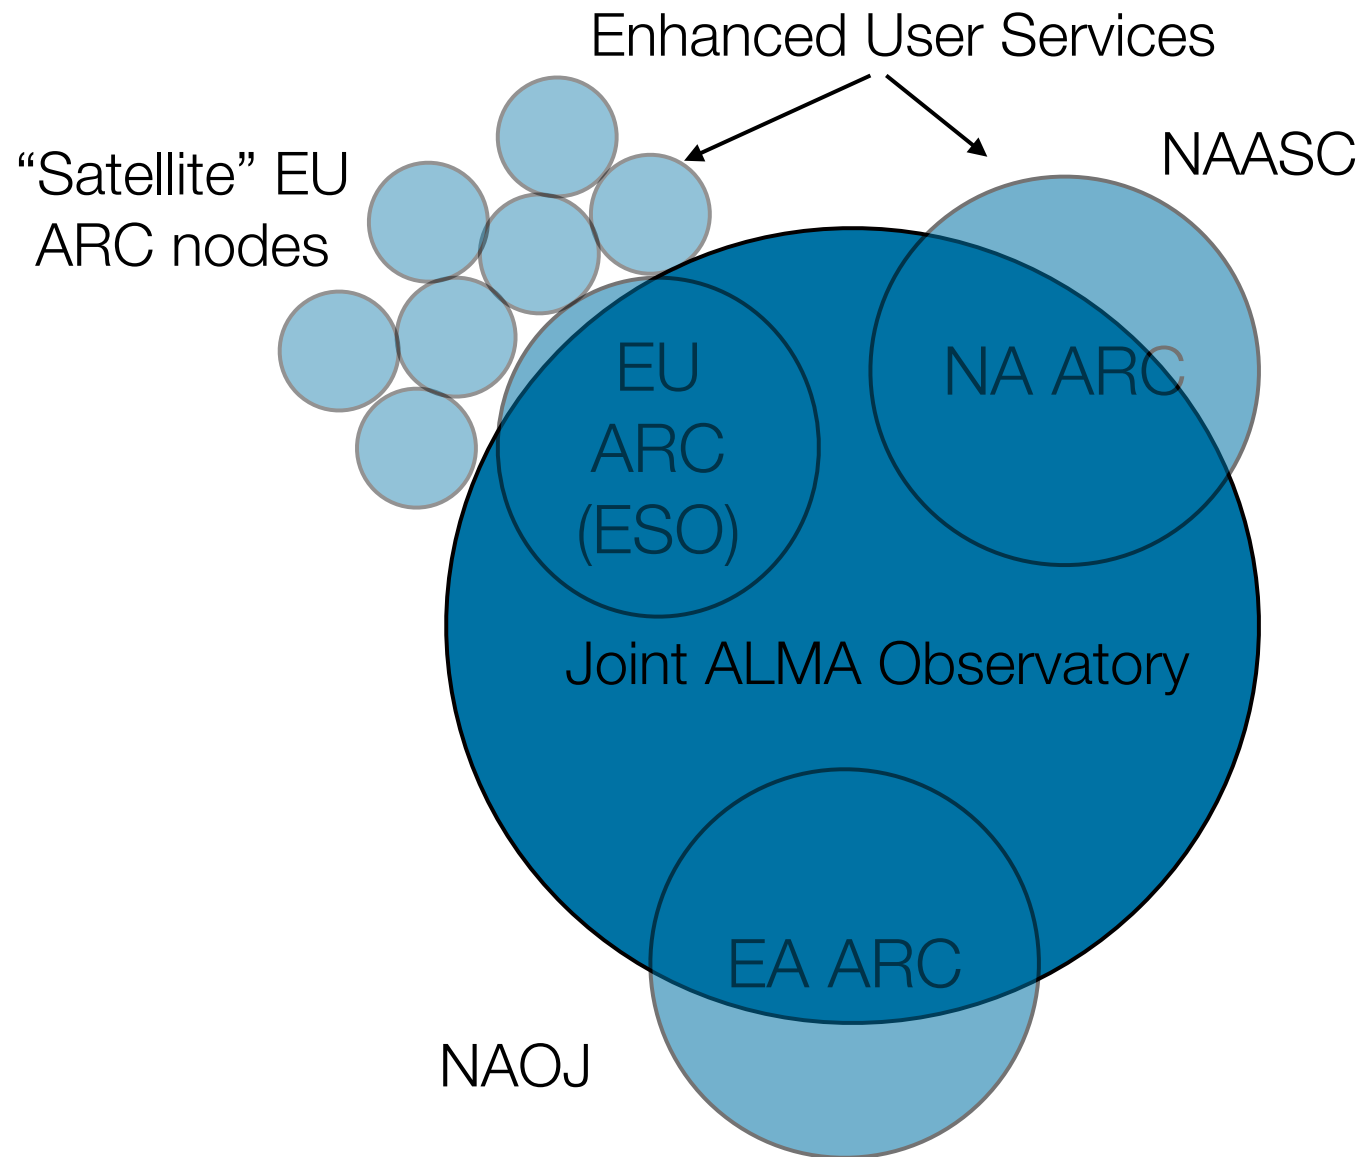 Enhanced User Services
NAASC
“Satellite” EU
ARC nodes
EU
ARC
(ESO)
NA ARC
Joint ALMA Observatory
EA ARC
NAOJ